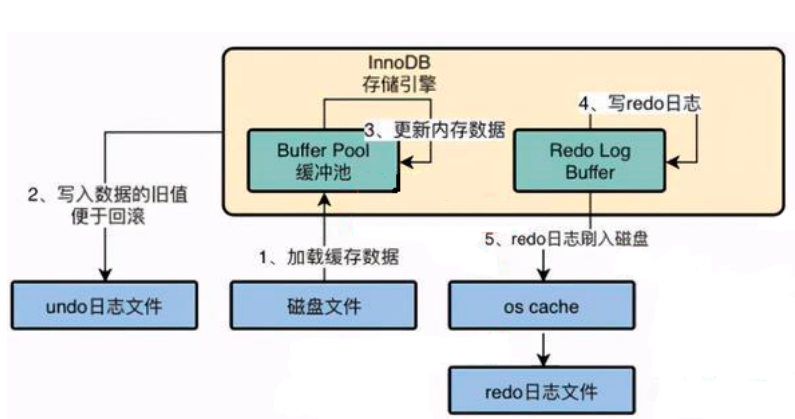 InnoDB
存储引擎
4、写redo日志
3、更新内存数据
Buffer Pool
缓冲池
Redo Log
Buffer
2、写入数据的旧值
便于回滚
5、redo日志刷入磁盘
1、加载缓存数据
undo日志文件
磁盘文件
os cache
redo日志文件